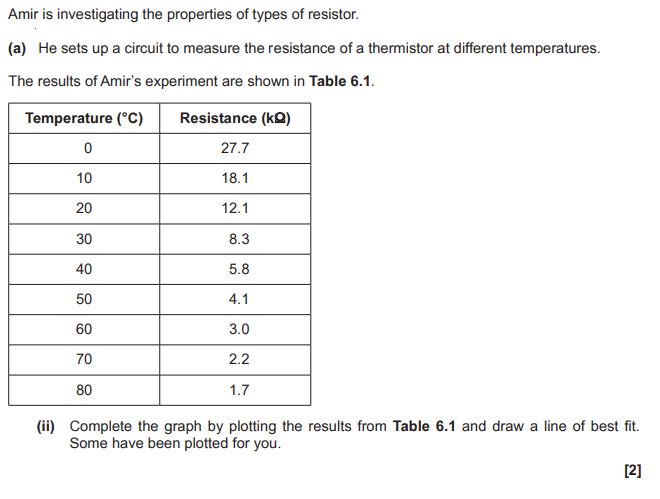 Amir is investigating the properties of types of resistor.
(a) He sets up a circuit to measure the resistance of a thermistor at different temperatures.
The results of Amir's experiment are shown in Table 6.1.
Temperature (°C) Resistance (kΩ)
0 27.7
10 18.1
20 12.1
30 8.3
40 5.8
50 4.1
60 3.0
70 2.2
80 1.7
(ii) Complete the graph by plotting the results from Table 6.1 and draw a line of best fit.
Some have been plotted for you.
[2]